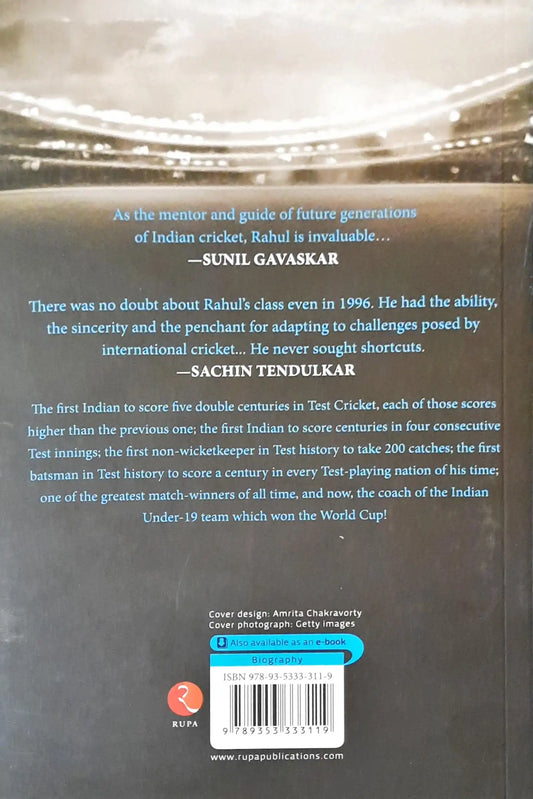 As the mentor and guide of future generations
of Indian cricket, Rahul is invaluable...
—SUNIL GAVASKAR
There was no doubt about Rahul's class even in 1996. He had the ability,
the sincerity and the penchant for adapting to challenges posed by
international cricket... He never sought shortcuts.
—SACHIN TENDULKAR
The first Indian to score five double centuries in Test Cricket, each of those scores
higher than the previous one; the first Indian to score centuries in four consecutive
Test innings; the first non-wicketkeeper in Test history to take 200 catches; the first
batsman in Test history to score a century in every Test-playing nation of his time;
one of the greatest match-winners of all time, and now, the coach of the Indian
Under-19 team which won the World Cup!
Cover design: Amrita Chakravorty
Cover photograph: Getty images
Also available as an e-book
Biography
ISBN 978-93-5333-311-9
9 789353 333119
RUPA
www.rupapublications.com